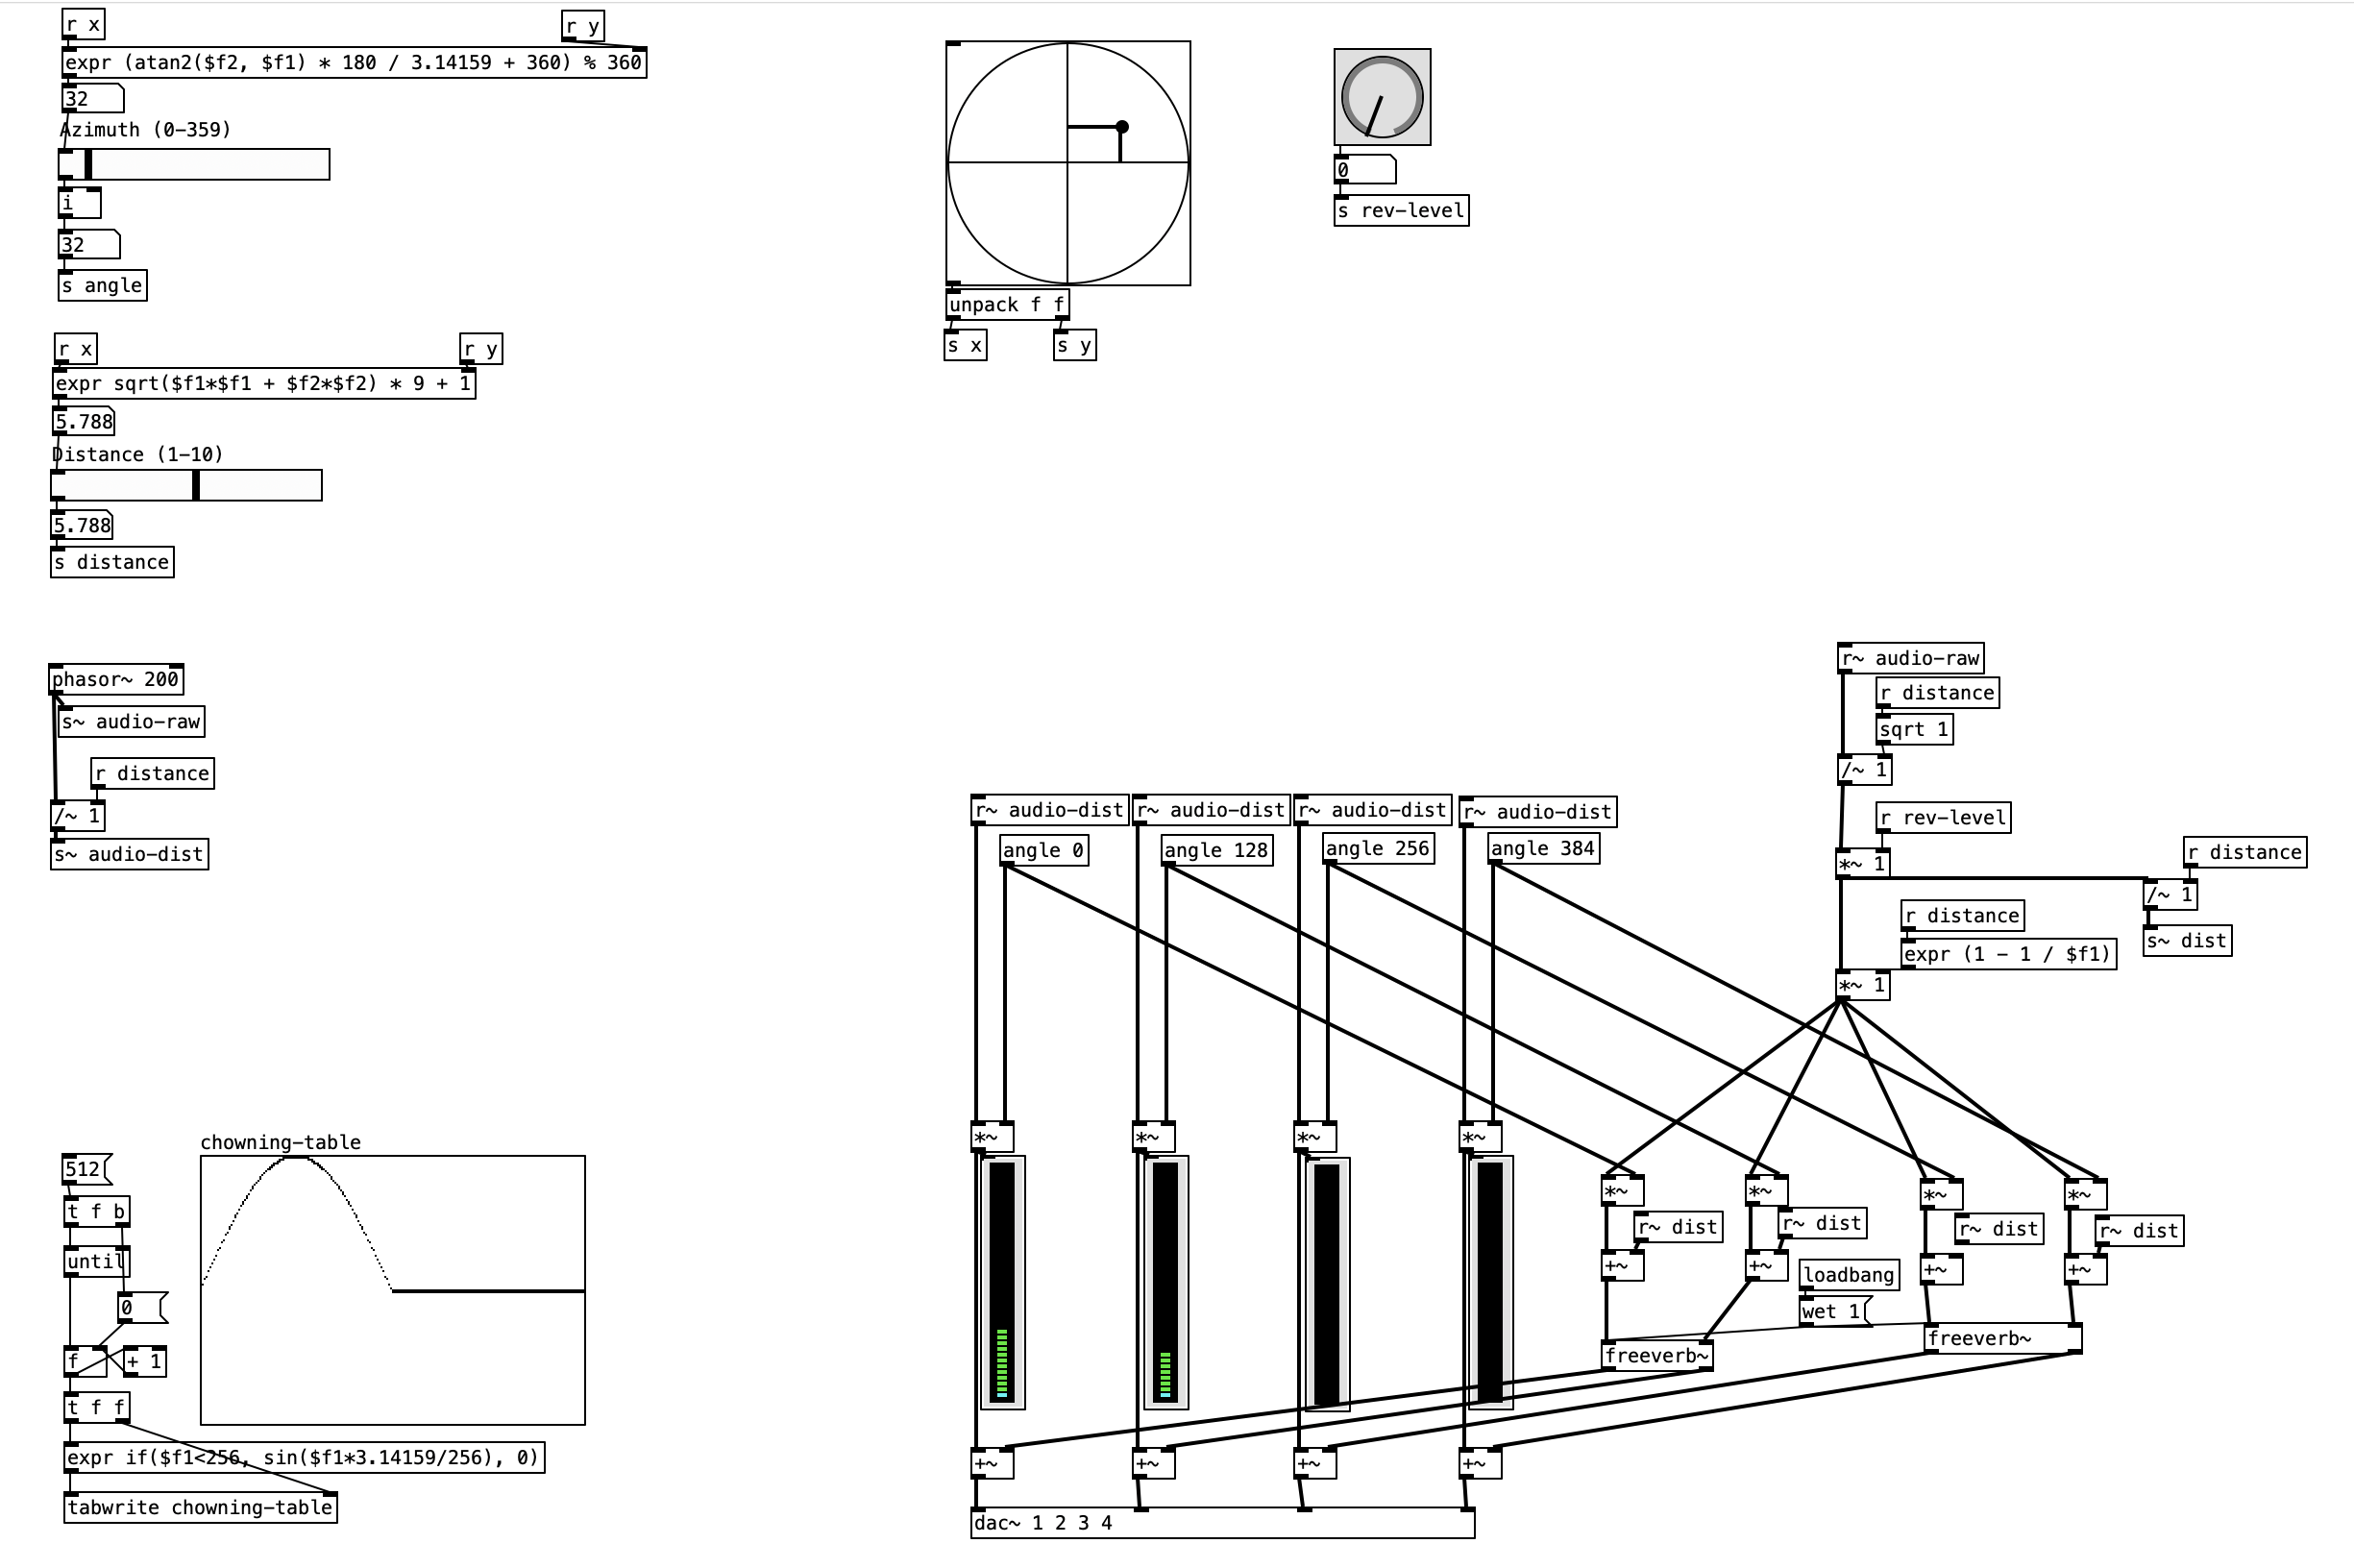 r x
r y
expr (atan2($f2, $f1) * 180 / 3.14159 + 360) % 360
32
Azimuth (0-359)
i
32
s angle
r x
r y
expr sqrt($f1*$f1 + $f2*$f2) * 9 + 1
5.788
Distance (1-10)
5.788
s distance
unpack f f
s x
s y
0
s rev-level
phasor~ 200
s~ audio-raw
r distance
/~ 1
s~ audio-dist
r~ audio-raw
r distance
sqrt 1
/~ 1
r rev-level
*~ 1
r distance
/~ 1
s~ dist
r distance
expr (1 - 1 / $f1)
*~ 1
r~ audio-dist
r~ audio-dist
r~ audio-dist
r~ audio-dist
angle 0
angle 128
angle 256
angle 384
*~
*~
*~
*~
*~
*~
*~
*~
r~ dist
r~ dist
r~ dist
r~ dist
+~
+~
+~
+~
loadbang
wet 1
freeverb~
freeverb~
+~
+~
+~
+~
dac~ 1 2 3 4
chowning-table
512
t f b
until
0
f
+ 1
t f f
expr if($f1<256, sin($f1*3.14159/256), 0)
tabwrite chowning-table